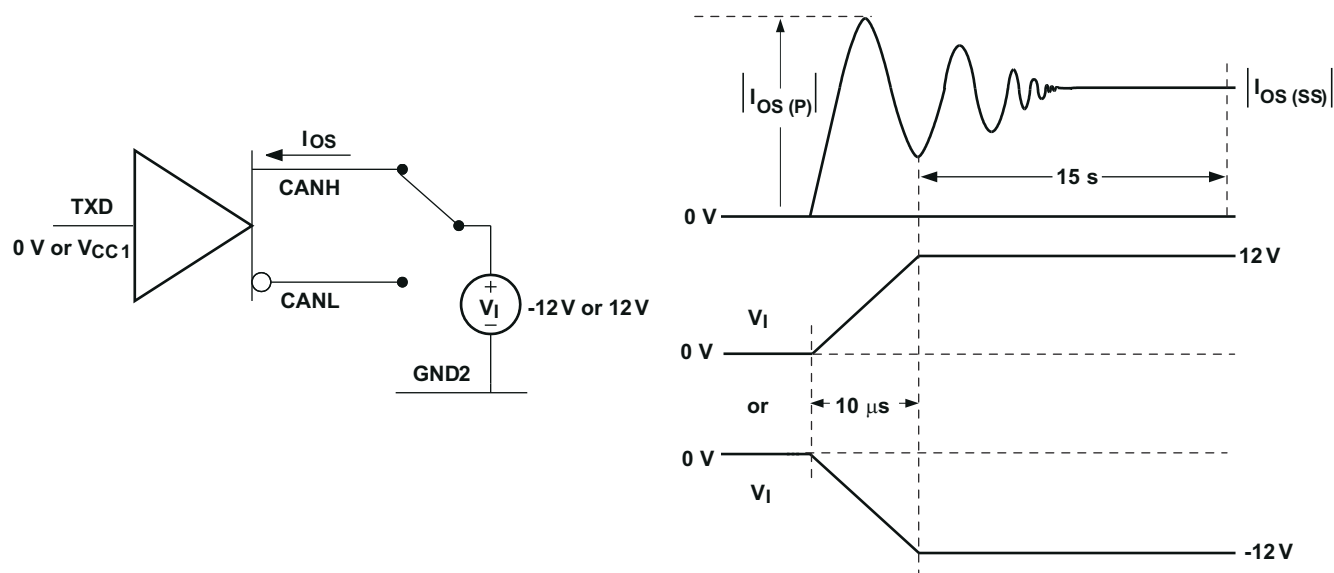 TXD
0 V or VCC1
IOS
CANH
CANL
+
VI
–
-12 V or 12 V
GND2
|IOS (P)|
|IOS (SS)|
15 s
0 V
12 V
VI
0 V
or
10 μs
0 V
VI
-12 V